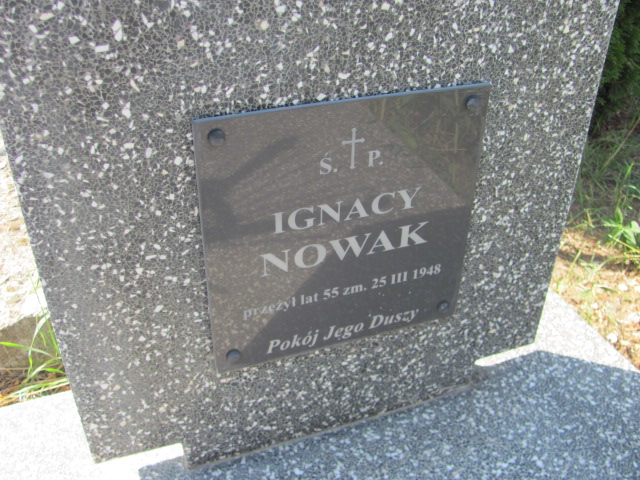 Ś. P.
IGNACY
NOWAK
przeżył lat 55 zm. 25 III 1948
Pokój Jego Duszy